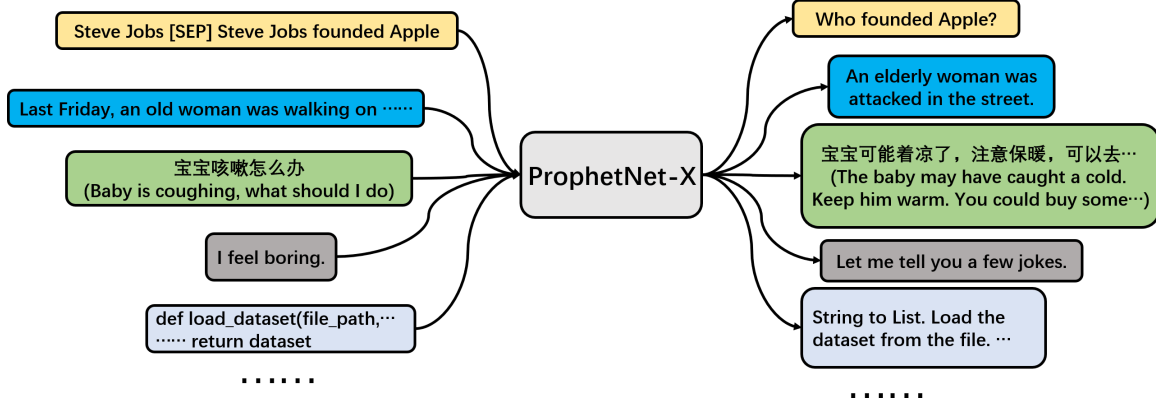 Steve Jobs [SEP] Steve Jobs founded Apple
Last Friday, an old woman was walking on ……
宝宝咳嗽怎么办
(Baby is coughing, what should I do)
I feel boring.
def load_dataset(file_path,…
…… return dataset
……
ProphetNet-X
Who founded Apple?
An elderly woman was
attacked in the street.
宝宝可能着凉了，注意保暖，可以去…
(The baby may have caught a cold.
Keep him warm. You could buy some…)
Let me tell you a few jokes.
String to List. Load the
dataset from the file. …
……